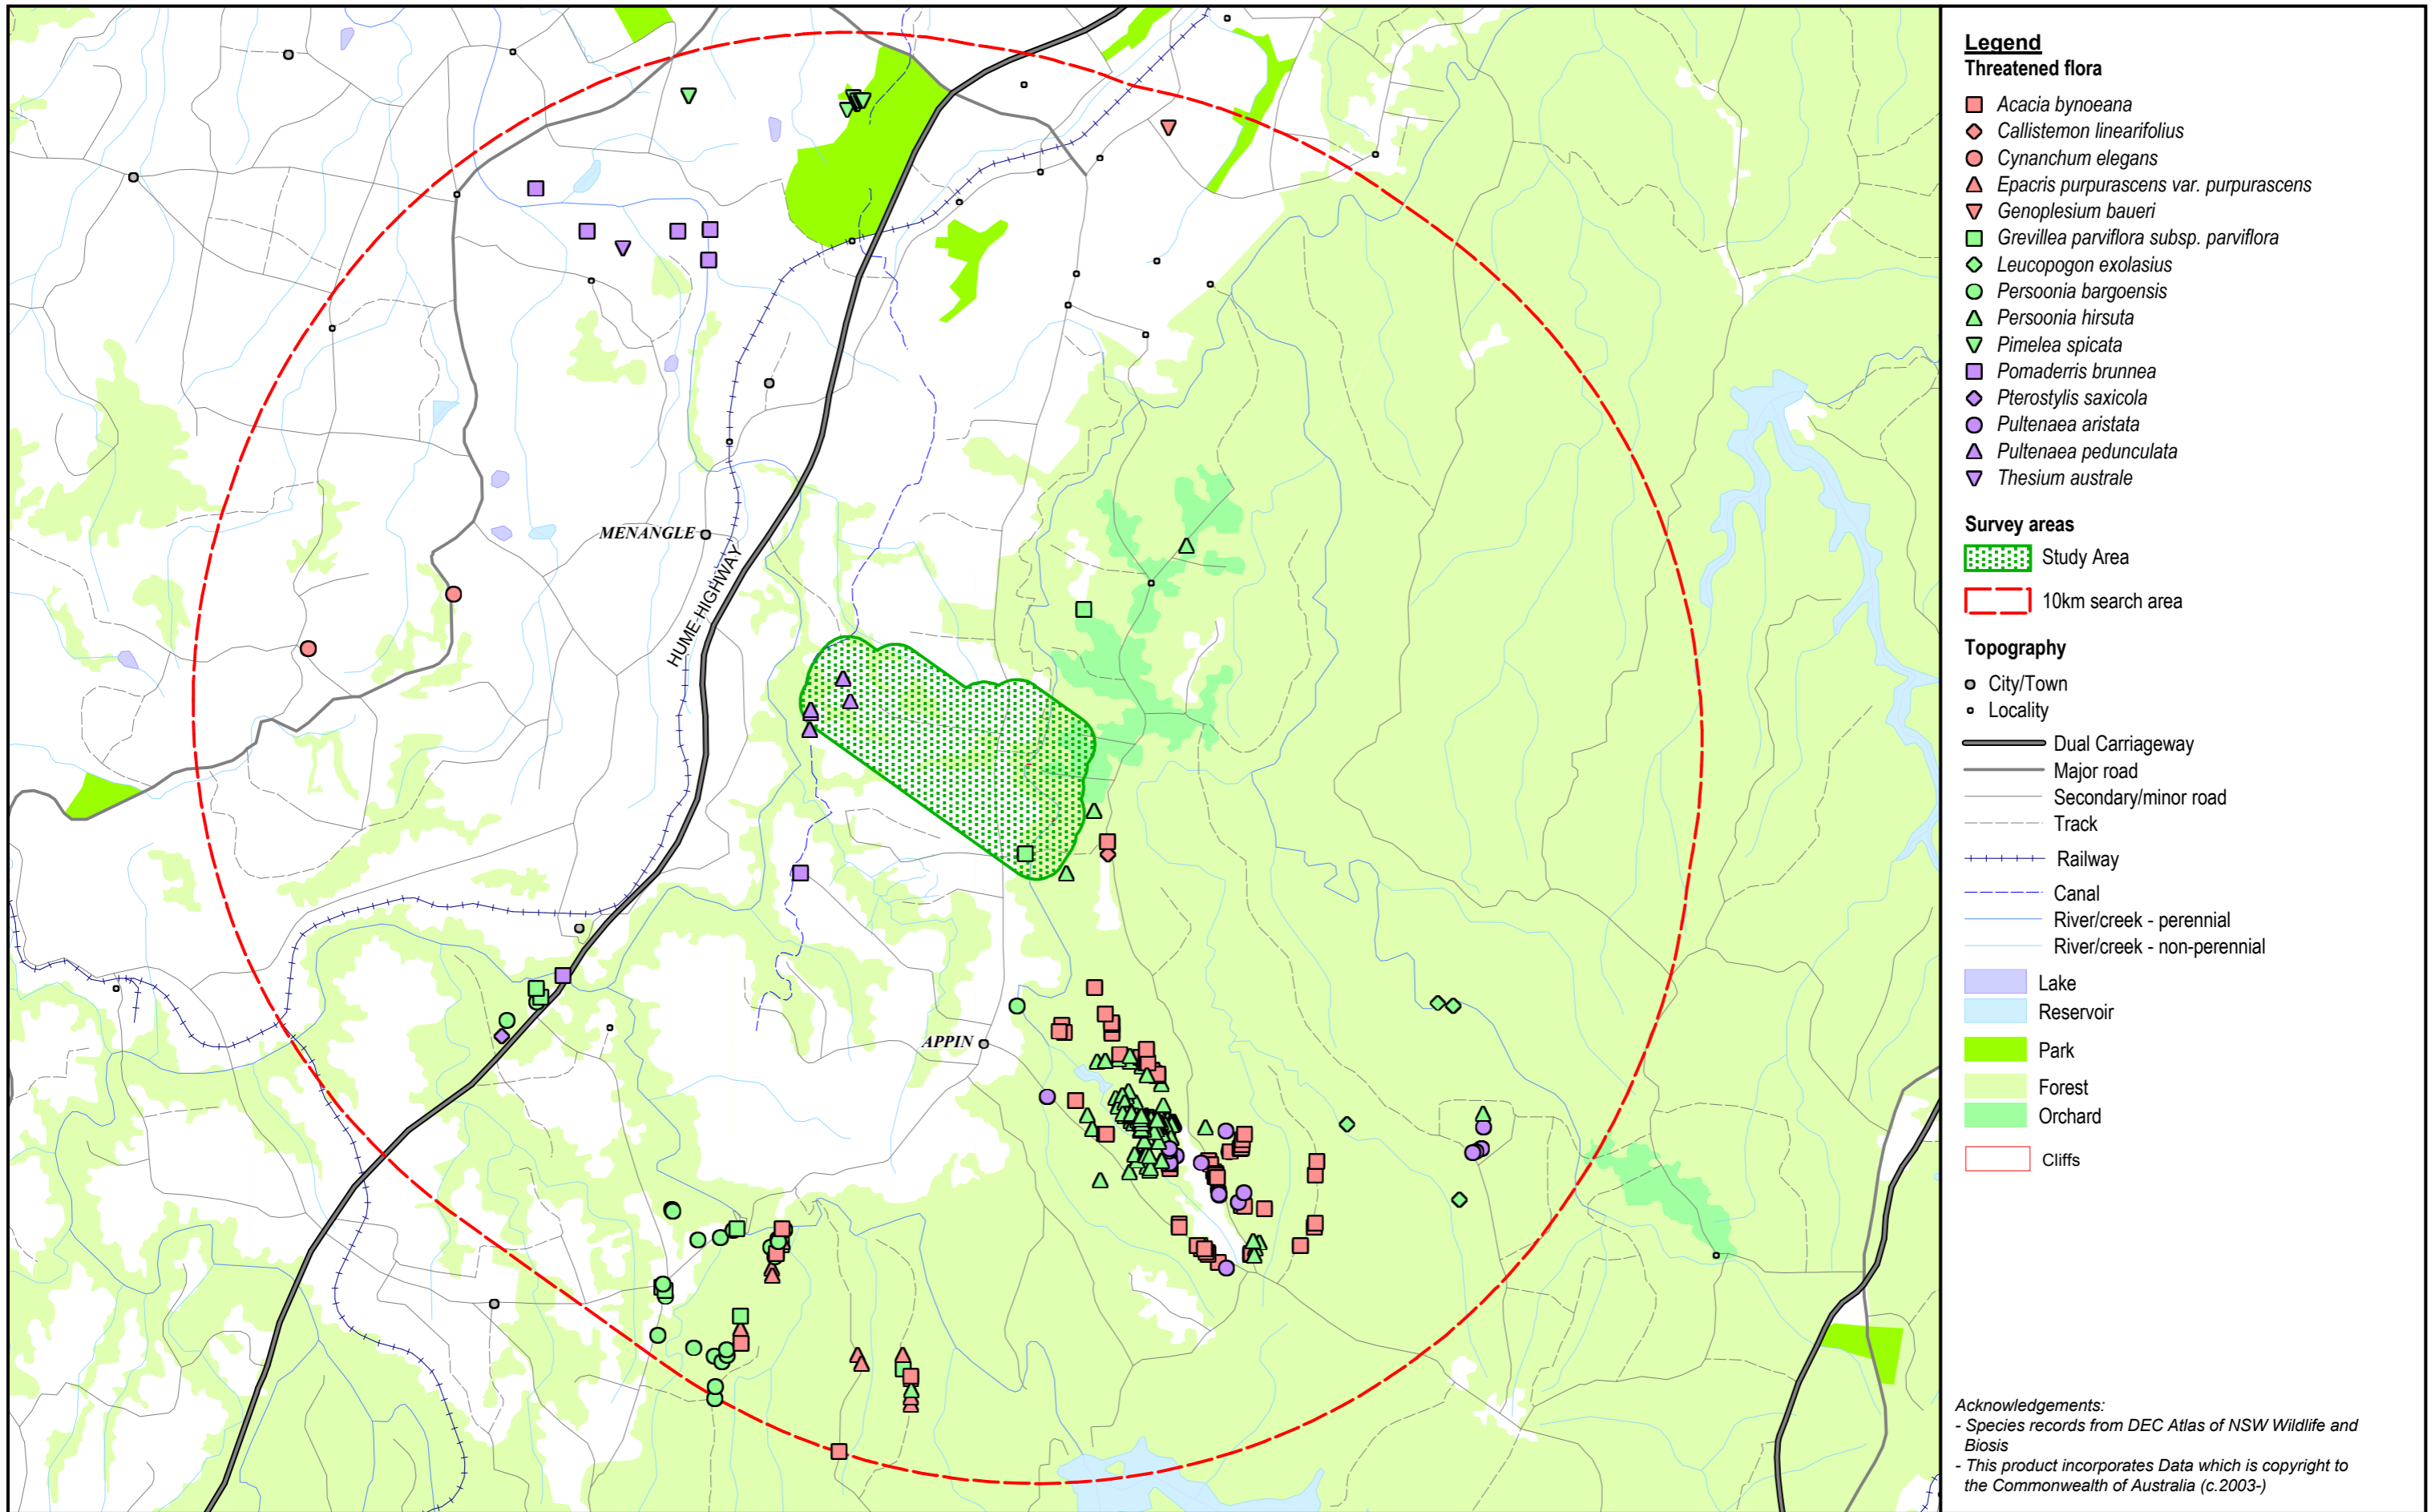 MENANGLE
HUME HIGHWAY
APPIN
Legend
Threatened flora
Acacia bynoeana
Callistemon linearifolius
Cynanchum elegans
Epacris purpurascens var. purpurascens
Genoplesium baueri
Grevillea parviflora subsp. parviflora
Leucopogon exolasius
Persoonia bargoensis
Persoonia hirsuta
Pimelea spicata
Pomaderris brunnea
Pterostylis saxicola
Pultenaea aristata
Pultenaea pedunculata
Thesium australe
Survey areas
Study Area
10km search area
Topography
City/Town
Locality
Dual Carriageway
Major road
Secondary/minor road
Track
Railway
Canal
River/creek - perennial
River/creek - non-perennial
Lake
Reservoir
Park
Forest
Orchard
Cliffs
Acknowledgements:
- Species records from DEC Atlas of NSW Wildlife and
Biosis
- This product incorporates Data which is copyright to
the Commonwealth of Australia (c.2003-)